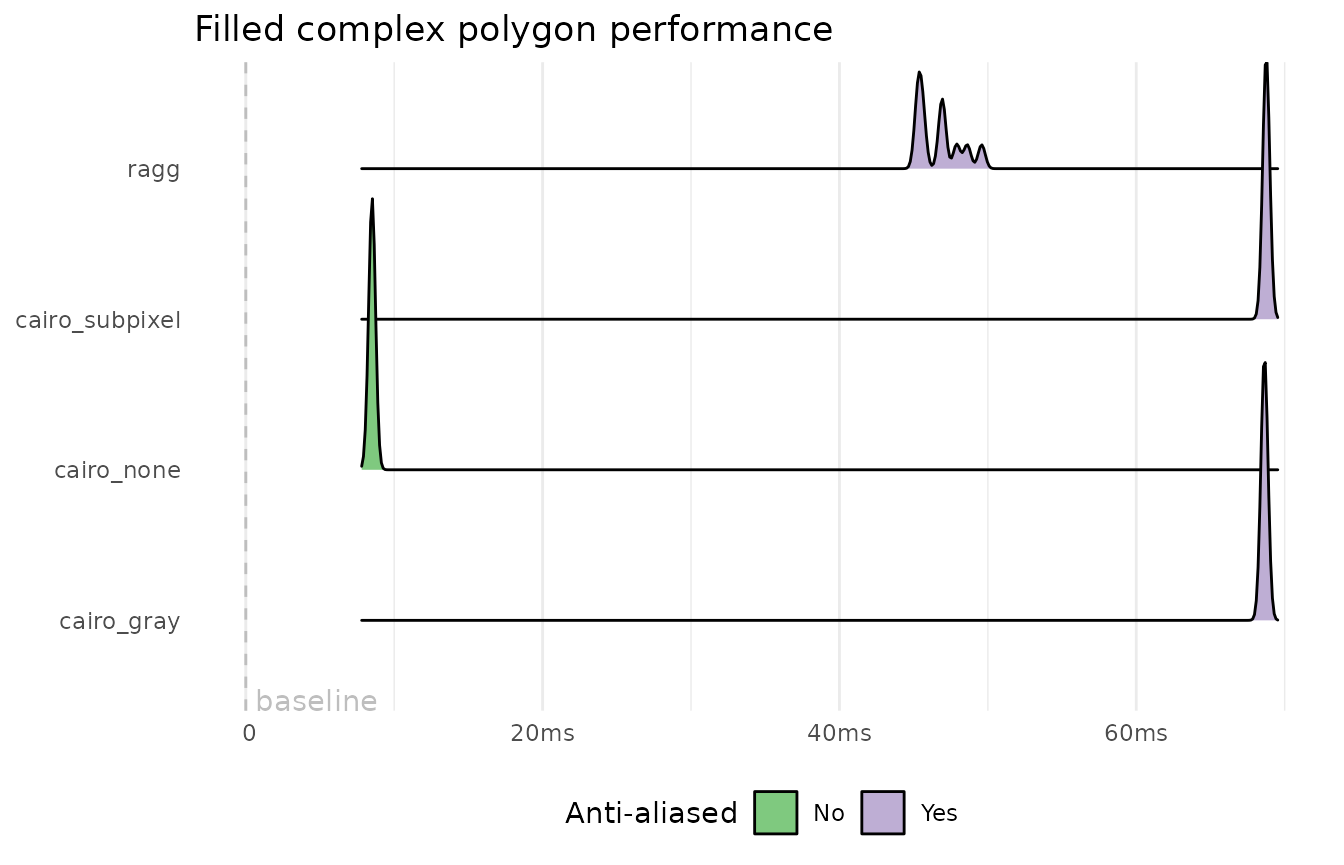 Filled complex polygon performance
ragg
cairo_subpixel
cairo_none
cairo_gray
baseline
0 20ms 40ms 60ms
Anti-aliased No Yes